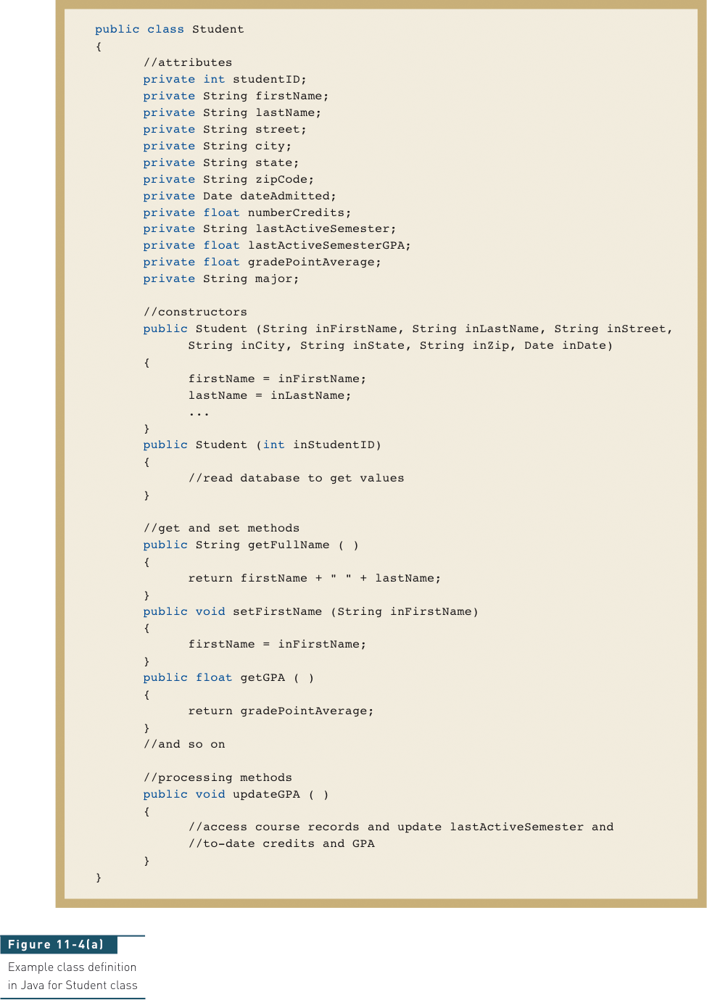 public class Student
{
//attributes
private int studentID;
private String firstName;
private String lastName;
private String street;
private String city;
private String state;
private String zipCode;
private Date dateAdmitted;
private float numberCredits;
private String lastActiveSemester;
private float lastActiveSemesterGPA;
private float gradePointAverage;
private String major;
//constructors
public Student (String inFirstName, String inLastName, String inStreet,
String inCity, String inState, String inZip, Date inDate)
{
firstName = inFirstName;
lastName = inLastName;
...
}
public Student (int inStudentID)
{
//read database to get values
}
//get and set methods
public String getFullName ( )
{
return firstName + " " + lastName;
}
public void setFirstName (String inFirstName)
{
firstName = inFirstName;
}
public float getGPA ( )
{
return gradePointAverage;
}
//and so on
//processing methods
public void updateGPA ( )
{
//access course records and update lastActiveSemester and
//to-date credits and GPA
}
}
Figure 11-4(a)
Example class definition
in Java for Student class